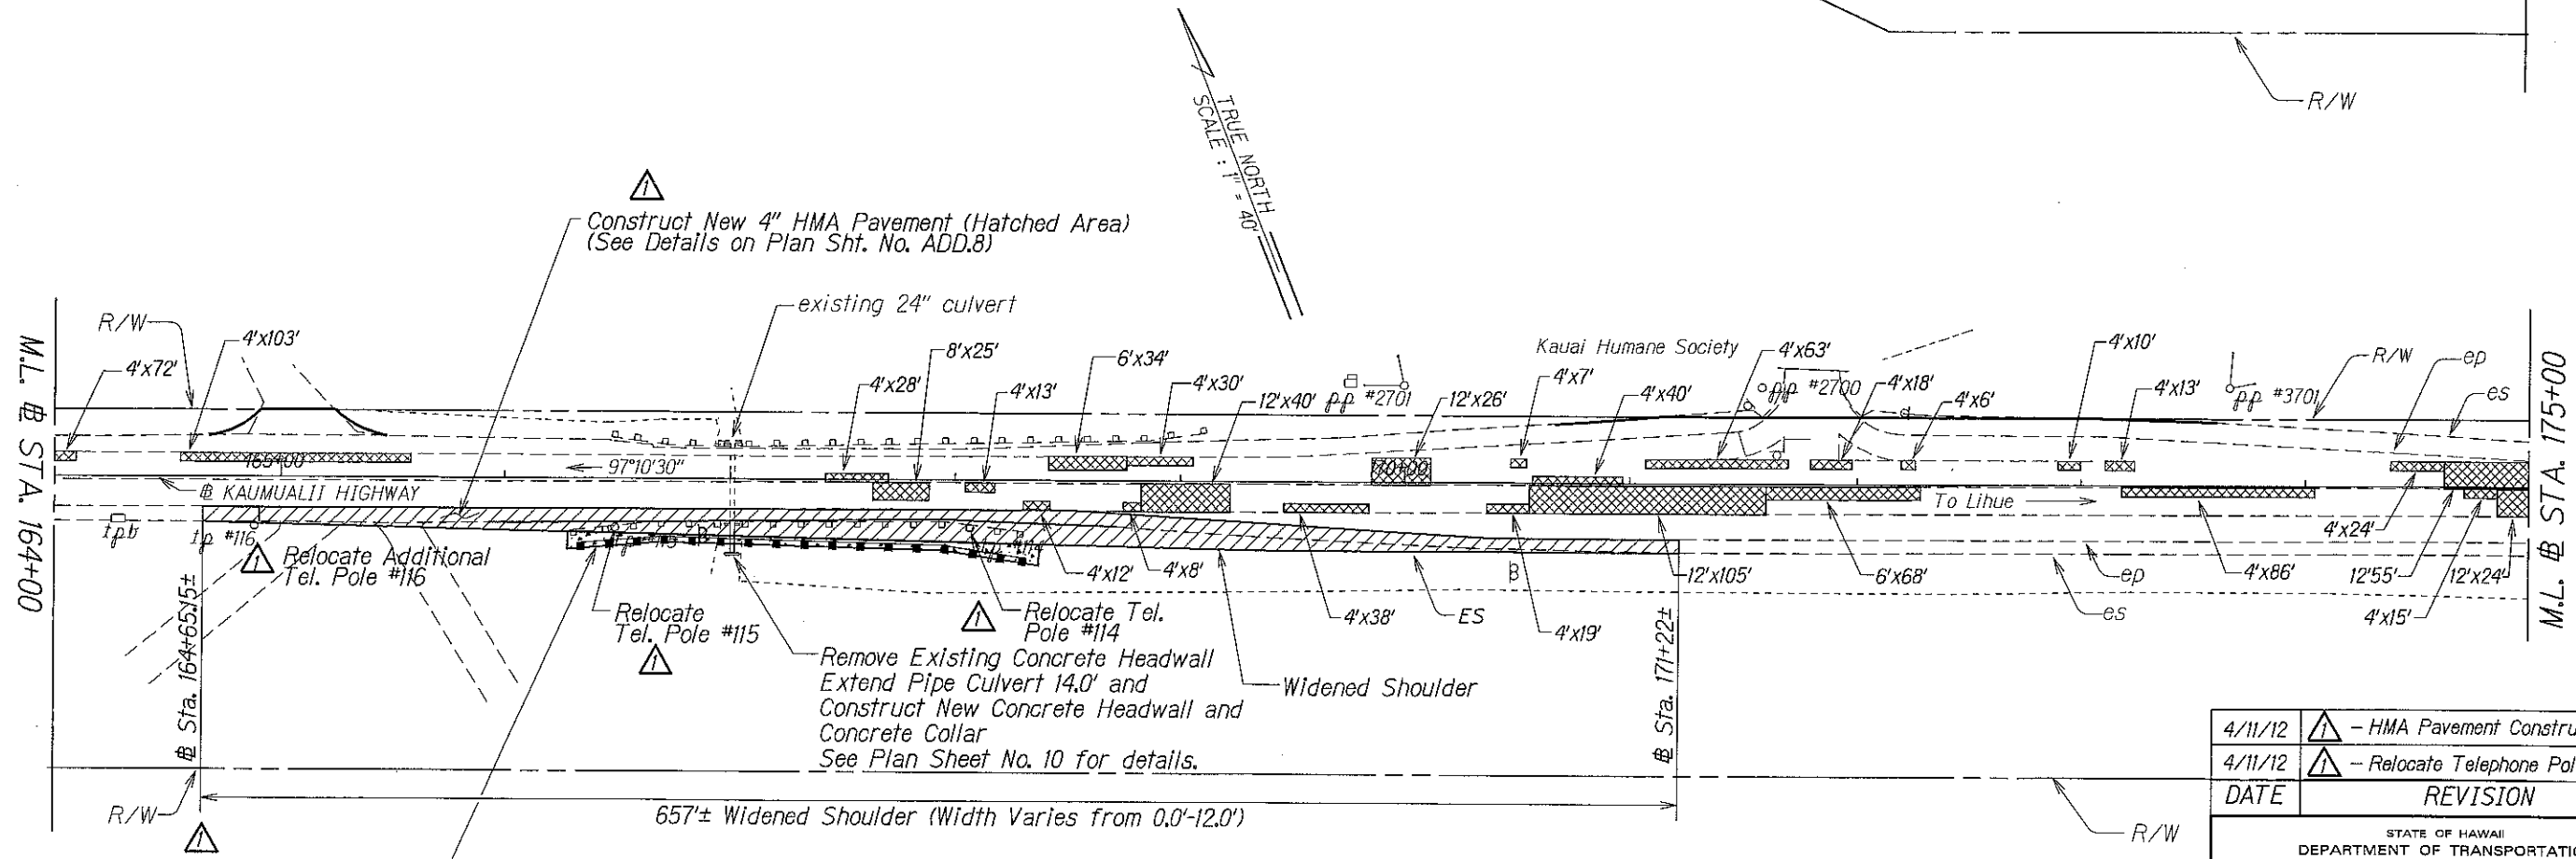 R/W
TRUE NORTH
SCALE : 1" = 40'
Construct New 4" HMA Pavement (Hatched Area)
(See Details on Plan Sht. No. ADD.8)
existing 24" culvert
M.L. ⅊ STA. 164+00
R/W
4'x72'
4'x103'
4'x28'
8'x25'
4'x13'
6'x34'
4'x30'
12'x40'
pp #2701
12'x26'
Kauai Humane Society
4'x7'
4'x40'
4'x63'
pp #2700
4'x18'
4'x6'
4'x10'
4'x13'
pp #3701
R/W
ep
es
M.L. ⅊ STA. 175+00
165+00
97°10'30"
170+00
⅊ KAUMUALII HIGHWAY
To Lihue
tpb
tp #116
Relocate Additional
Tel. Pole #116
4'x12'
4'x8'
4'x38'
ES
4'x19'
12'x105'
6'x68'
ep
es
4'x86'
4'x24'
12'55'
4'x15'
12'x24'
Relocate
Tel. Pole #115
Relocate Tel.
Pole #114
Remove Existing Concrete Headwall
Extend Pipe Culvert 14.0' and
Construct New Concrete Headwall and
Concrete Collar
See Plan Sheet No. 10 for details.
Widened Shoulder
⅊ Sta. 164+65.15±
⅊ Sta. 171+22±
657'± Widened Shoulder (Width Varies from 0.0'-12.0')
R/W
R/W
4/11/12 1 - HMA Pavement Constru
4/11/12 1 - Relocate Telephone Pol
DATE REVISION
STATE OF HAWAII
DEPARTMENT OF TRANSPORTATI